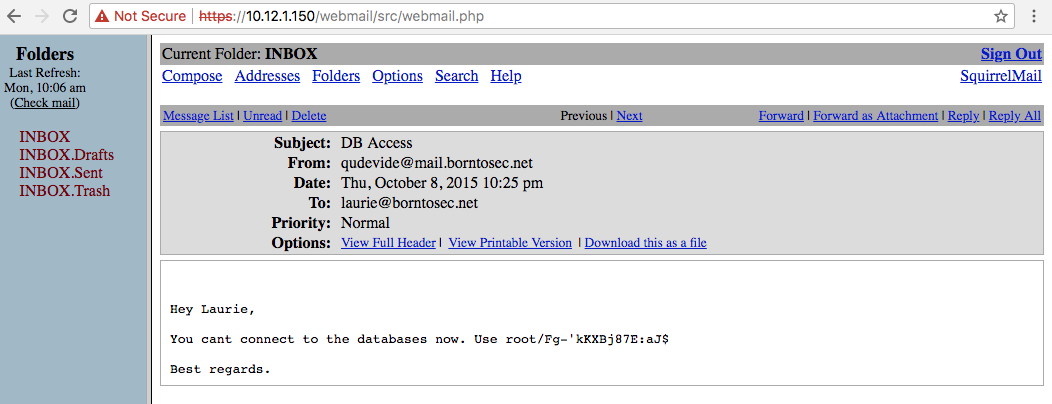 Not Secure | https://10.12.1.150/webmail/src/webmail.php
Folders
Last Refresh:
Mon, 10:06 am
(Check mail)
INBOX
INBOX.Drafts
INBOX.Sent
INBOX.Trash
Current Folder: INBOX Sign Out
Compose Addresses Folders Options Search Help SquirrelMail
Message List | Unread | Delete Previous | Next Forward | Forward as Attachment | Reply | Reply All
Subject: DB Access
From: qudevide@mail.borntosec.net
Date: Thu, October 8, 2015 10:25 pm
To: laurie@borntosec.net
Priority: Normal
Options: View Full Header | View Printable Version | Download this as a file
Hey Laurie,
You cant connect to the databases now. Use root/Fg-'kKXBj87E:aJ$
Best regards.